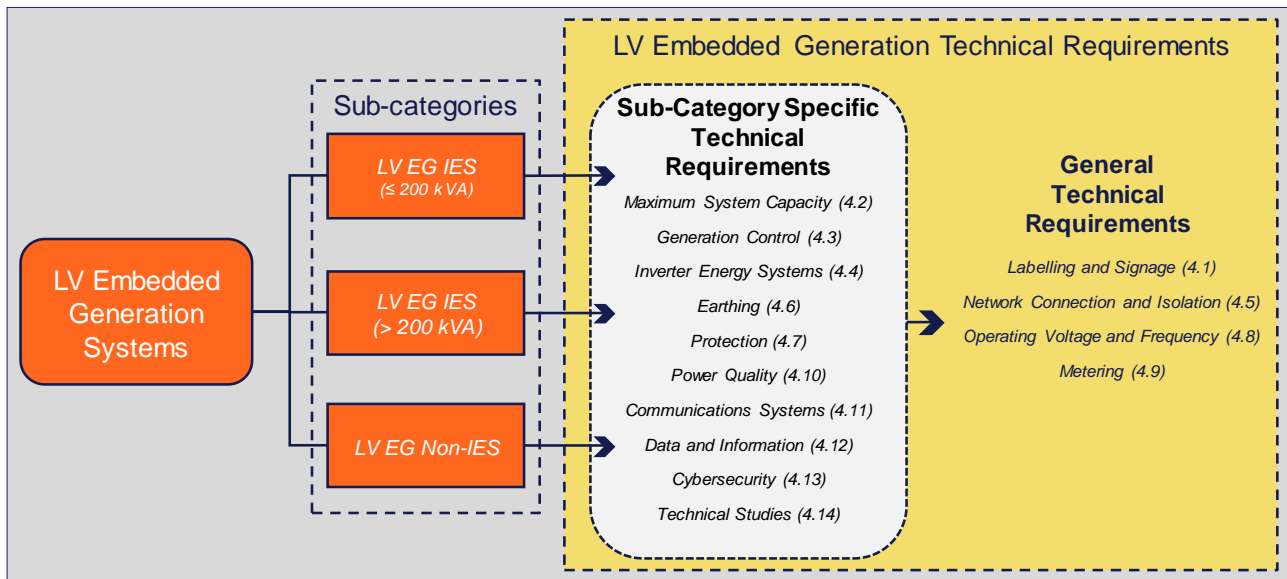 LV Embedded Generation Technical Requirements
Sub-categories
LV Embedded
Generation
Systems
LV EG IES
(≤ 200 kVA)
LV EG IES
(> 200 kVA)
LV EG Non-IES
Sub-Category Specific
Technical
Requirements
Maximum System Capacity (4.2)
Generation Control (4.3)
Inverter Energy Systems (4.4)
Earthing (4.6)
Protection (4.7)
Power Quality (4.10)
Communications Systems (4.11)
Data and Information (4.12)
Cybersecurity (4.13)
Technical Studies (4.14)
General
Technical
Requirements
Labelling and Signage (4.1)
Network Connection and Isolation (4.5)
Operating Voltage and Frequency (4.8)
Metering (4.9)